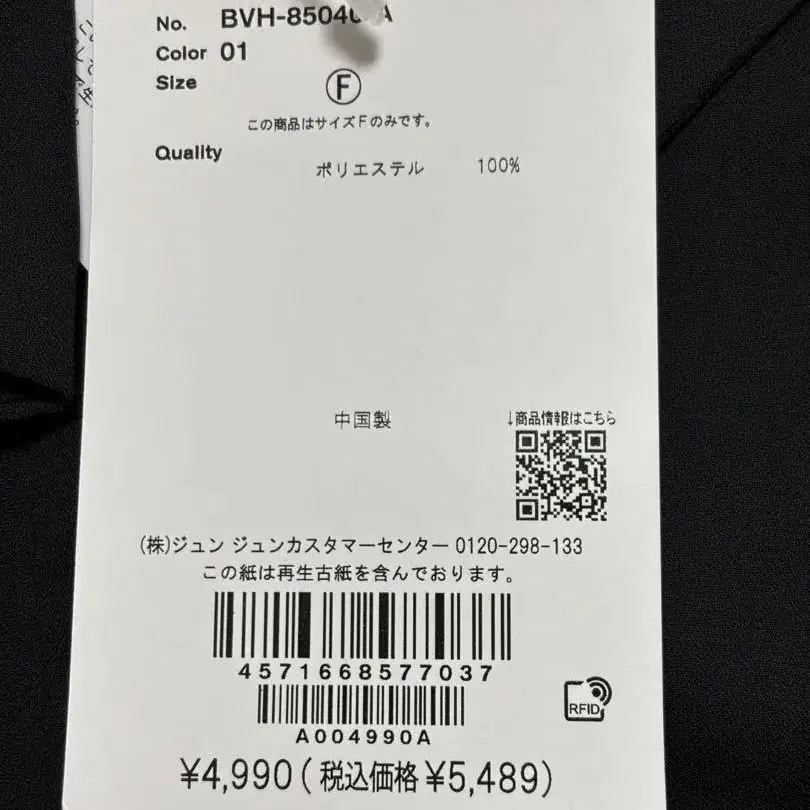 No. BVH-8504
Color 01
Size F
この商品はサイズFのみです。
Quality
ポリエステル 100%
中国製
↓商品情報はこちら
(株)ジュン ジュンカスタマーセンター 0120-298-133
この紙は再生古紙を含んでおります。
4571668577037
A004990A
RFID
¥4,990(税込価格¥5,489)